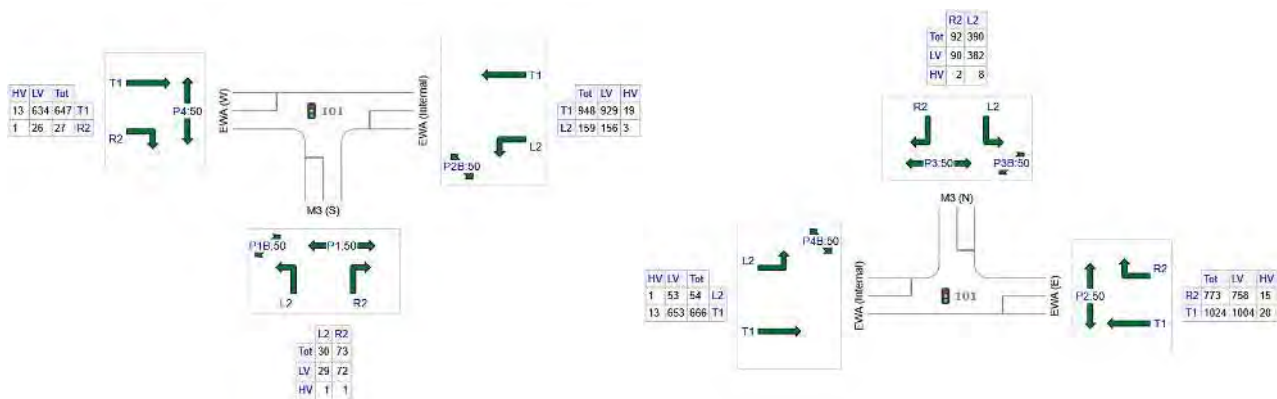 R2 L2
Tot 92 390
LV 90 382
HV 2 8
R2 L2
P3:50
P3B:50
M3 (N)
HV LV Tot
13 634 647 T1
1 26 27 R2
T1
P4:50
R2
EWA (W)
101
EWA (Internal)
M3 (S)
T1
L2
P2B:50
Tot LV HV
T1 948 929 19
L2 159 156 3
P1B:50
P1:50
L2 R2
L2 R2
Tot 30 73
LV 29 72
HV 1 1
HV LV Tot
1 53 54 L2
13 653 666 T1
L2
P4B:50
T1
EWA (Internal)
101
EWA (E)
R2
P2:50
T1
Tot LV HV
R2 773 758 15
T1 1024 1004 20